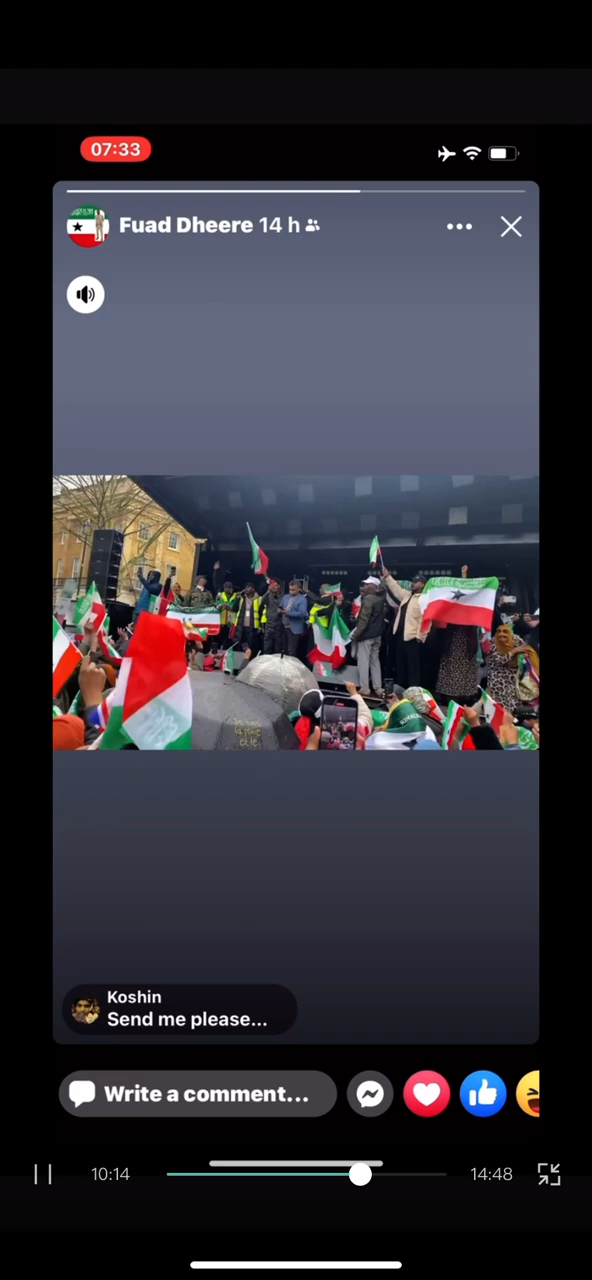 07:33
Fuad Dheere 14 h
Koshin
Send me please...
Write a comment...
10:14
14:48